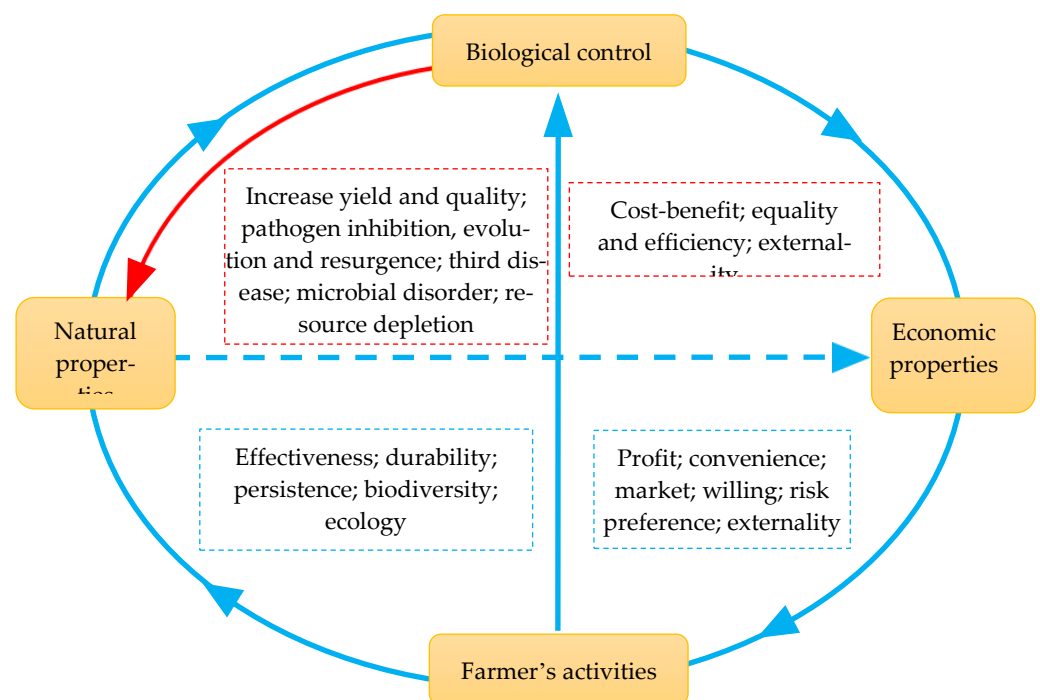 Biological control
Increase yield and quality;
pathogen inhibition, evolu-
tion and resurgence; third dis-
ease; microbial disorder; re-
source depletion
Cost-benefit; equality
and efficiency; external-
ity
Natural
proper-
ties
Economic
properties
Effectiveness; durability;
persistence; biodiversity;
ecology
Profit; convenience;
market; willing; risk
preference; externality
Farmer’s activities